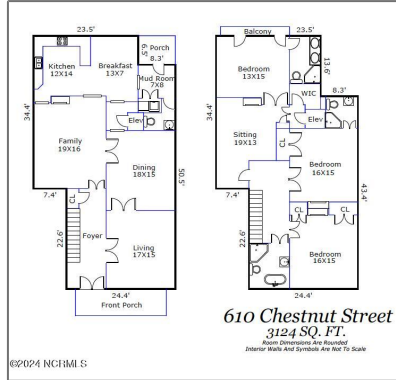 23.5'
Porch
8.3'
6.5'
Kitchen
12X14
Breakfast
13X7
Mud Room
7X8
34.4'
Elev
Family
19X16
Dining
18X15
50.5'
7.4'
CL
22.6'
Foyer
Living
17X15
24.4'
Front Porch
Balcony
23.5'
Bedroom
13X15
13.6'
WIC
8.3'
34.4'
Elev
Sitting
19X13
CL
Bedroom
16X15
43.4'
7.4'
CL
CL
22.6'
Bedroom
16X15
24.4'
610 Chestnut Street
3124 SQ. FT.
Room Dimensions Are Rounded
Interior Walls And Symbols Are Not To Scale
©2024 NCRMLS